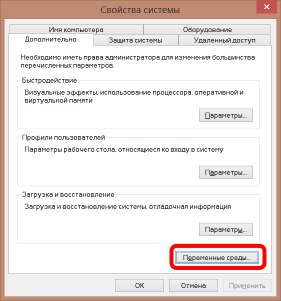 Свойства системы
Имя компьютера
Оборудование
Дополнительно
Защита системы
Удаленный доступ
Необходимо иметь права администратора для изменения большинства
перечисленных параметров.
Быстродействие
Визуальные эффекты, использование процессора, оперативной и
виртуальной памяти
Параметры...
Профили пользователей
Параметры рабочего стола, относящиеся ко входу в систему
Параметры...
Загрузка и восстановление
Загрузка и восстановление системы, отладочная информация
Параметры...
Переменные среды...
ОК
Отмена
Применить